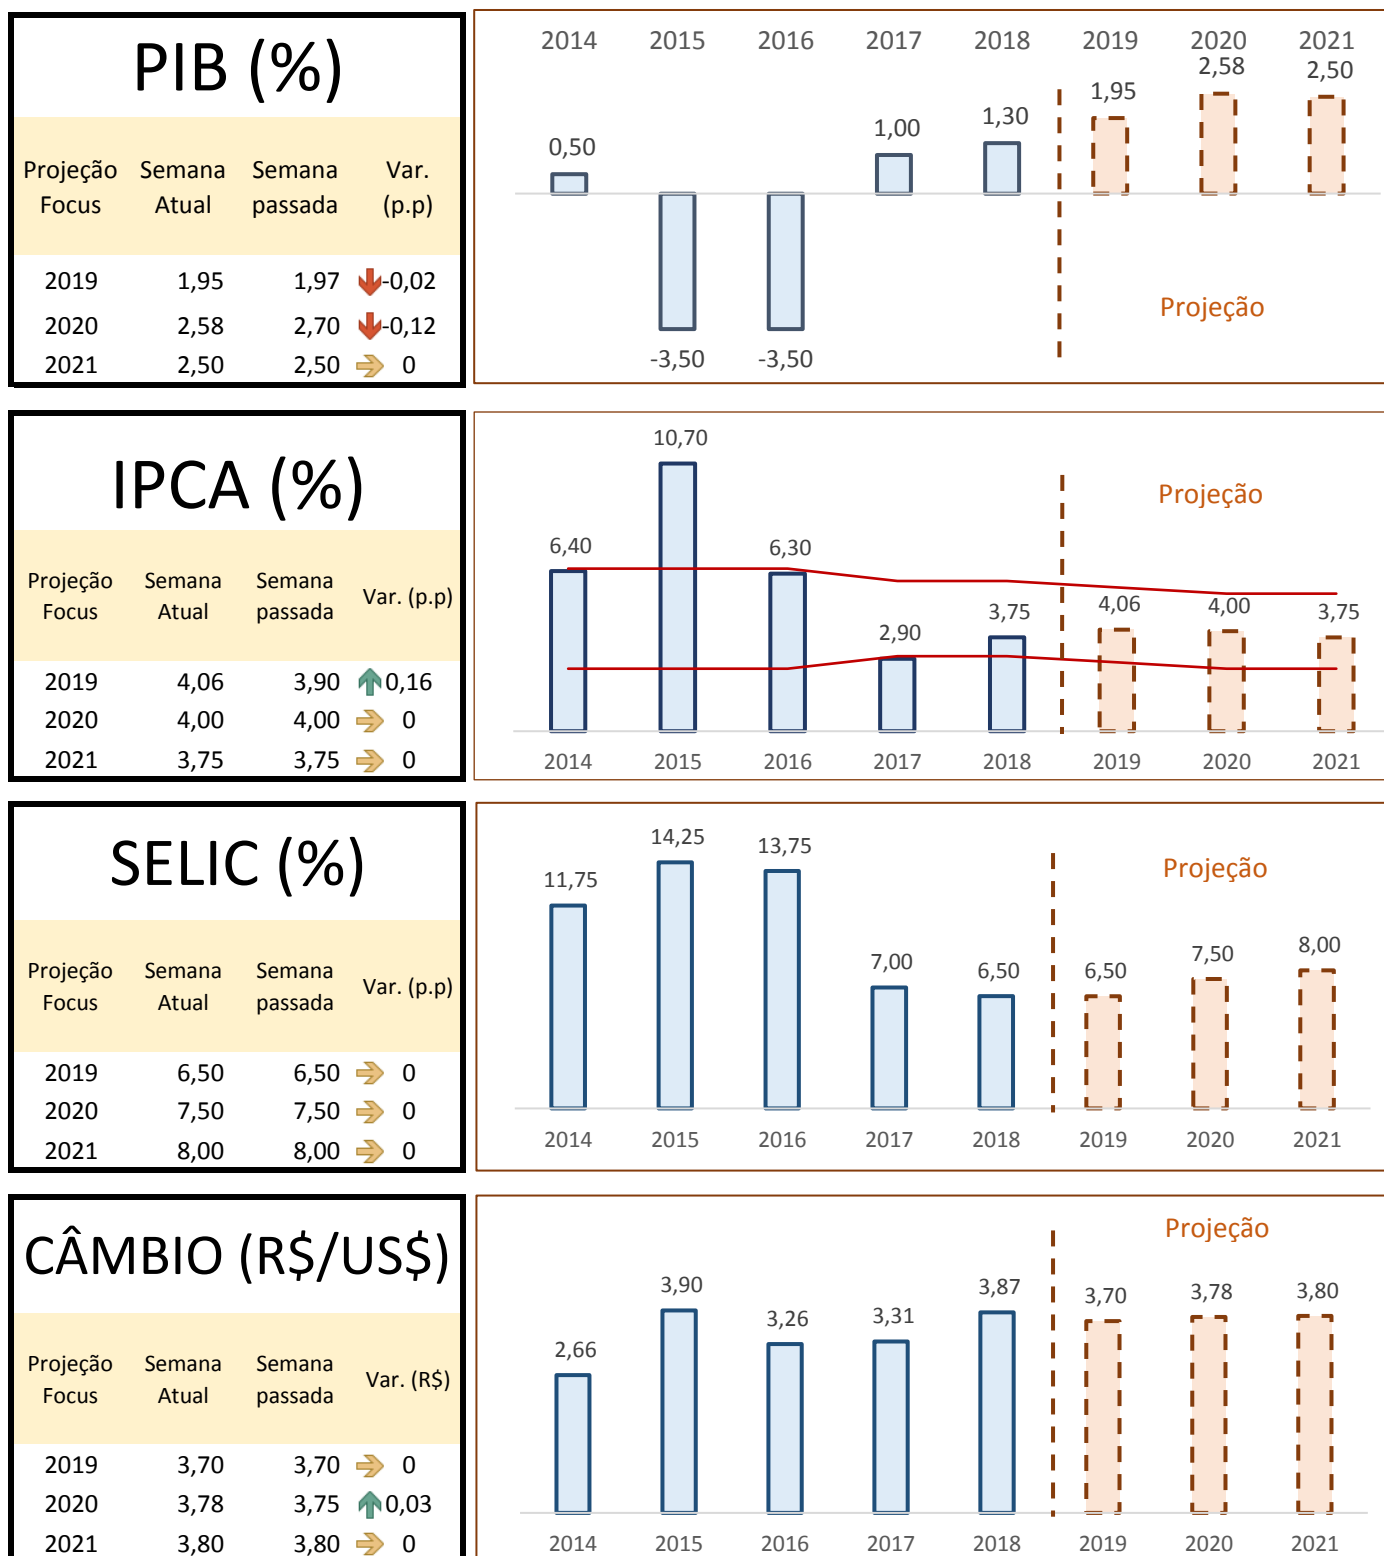 PIB (%)
Projeção Focus Semana Atual Semana passada Var. (p.p)
2019 1,95 1,97 -0,02
2020 2,58 2,70 -0,12
2021 2,50 2,50 0
2014 2015 2016 2017 2018 2019 2020 2021
0,50 -3,50 -3,50 1,00 1,30 1,95 2,58 2,50
Projeção
IPCA (%)
Projeção Focus Semana Atual Semana passada Var. (p.p)
2019 4,06 3,90 0,16
2020 4,00 4,00 0
2021 3,75 3,75 0
Projeção
6,40 10,70 6,30 2,90 3,75 4,06 4,00 3,75
2014 2015 2016 2017 2018 2019 2020 2021
SELIC (%)
Projeção Focus Semana Atual Semana passada Var. (p.p)
2019 6,50 6,50 0
2020 7,50 7,50 0
2021 8,00 8,00 0
Projeção
11,75 14,25 13,75 7,00 6,50 6,50 7,50 8,00
2014 2015 2016 2017 2018 2019 2020 2021
CÂMBIO (R$/US$)
Projeção Focus Semana Atual Semana passada Var. (R$)
2019 3,70 3,70 0
2020 3,78 3,75 0,03
2021 3,80 3,80 0
Projeção
2,66 3,90 3,26 3,31 3,87 3,70 3,78 3,80
2014 2015 2016 2017 2018 2019 2020 2021